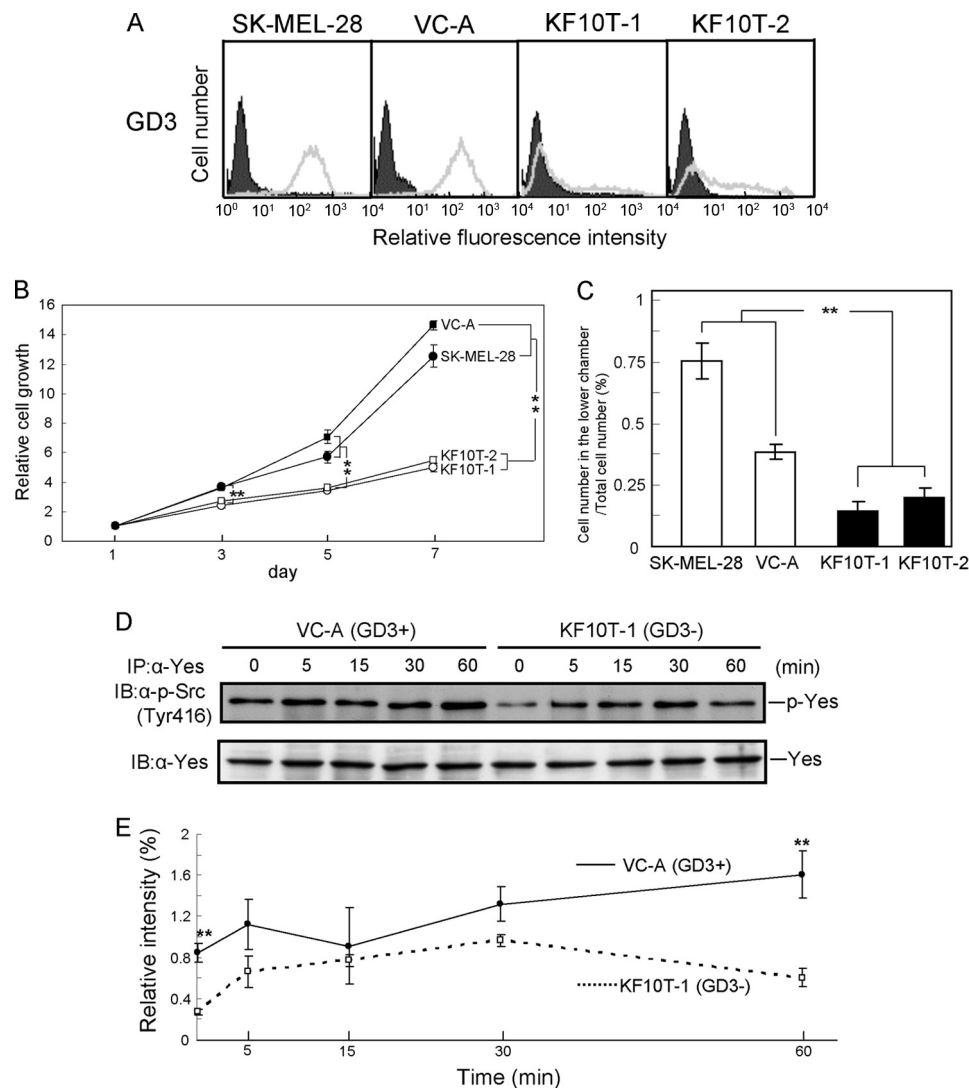 A
SK-MEL-28 VC-A KF10T-1 KF10T-2
GD3
Cell number
10⁰ 10¹ 10² 10³ 10⁴ 10¹ 10² 10³ 10⁴ 10¹ 10² 10³ 10⁴ 10¹ 10² 10³ 10⁴
Relative fluorescence intensity
B
Relative cell growth
16
14
12
10
8
6
4
2
0
VC-A
SK-MEL-28
KF10T-2
KF10T-1
**
**
**
1 3 5 7
day
C
Cell number in the lower chamber
/Total cell number (%)
1
0.75
0.5
0.25
0
**
SK-MEL-28 VC-A KF10T-1 KF10T-2
D
VC-A (GD3+) KF10T-1 (GD3-)
IP:α-Yes 0 5 15 30 60 0 5 15 30 60 (min)
IB:α-p-Src
(Tyr416)
p-Yes
IB:α-Yes
Yes
E
Relative intensity (%)
2
1.6
1.2
0.8
0.4
0
**
**
VC-A (GD3+)
KF10T-1 (GD3-)
5 15 30 60
Time (min)